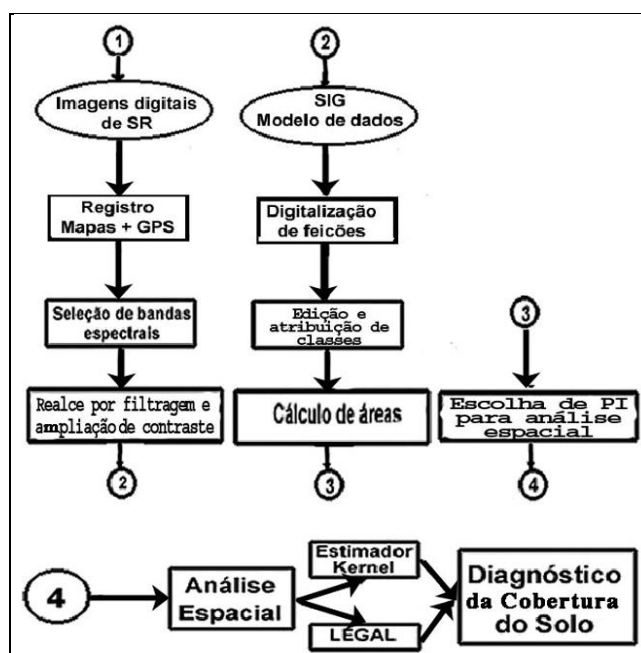 1
Imagens digitais
de SR
Registro
Mapas + GPS
Seleção de bandas
espectrais
Realce por filtragem e
ampliação de contraste
2
2
SIG
Modelo de dados
Digitalização
de feicões
Edição e
atribuição de
classes
Cálculo de áreas
3
3
Escolha de PI
para análise
espacial
4
4
Análise
Espacial
Estimador
Kernel
LEGAL
Diagnóstico
da Cobertura
do Solo